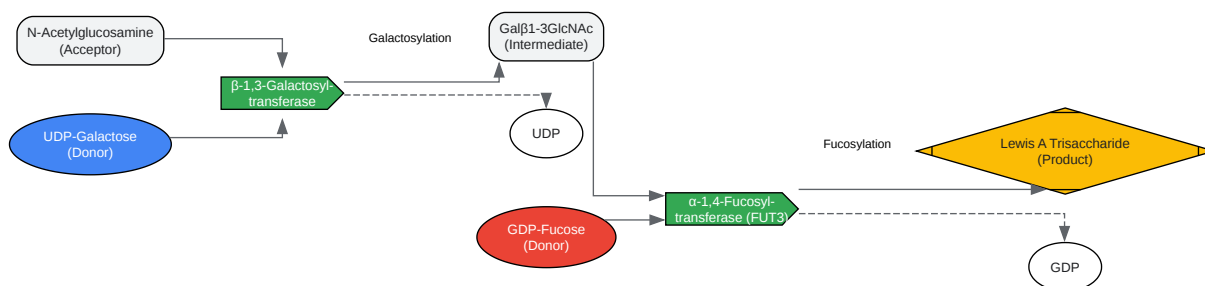 N-Acetylglucosamine
(Acceptor)
Galactosylation
Galβ1-3GlcNAc
(Intermediate)
β-1,3-Galactosyl-
transferase
UDP-Galactose
(Donor)
UDP
Fucosylation
Lewis A Trisaccharide
(Product)
α-1,4-Fucosyl-
transferase (FUT3)
GDP-Fucose
(Donor)
GDP